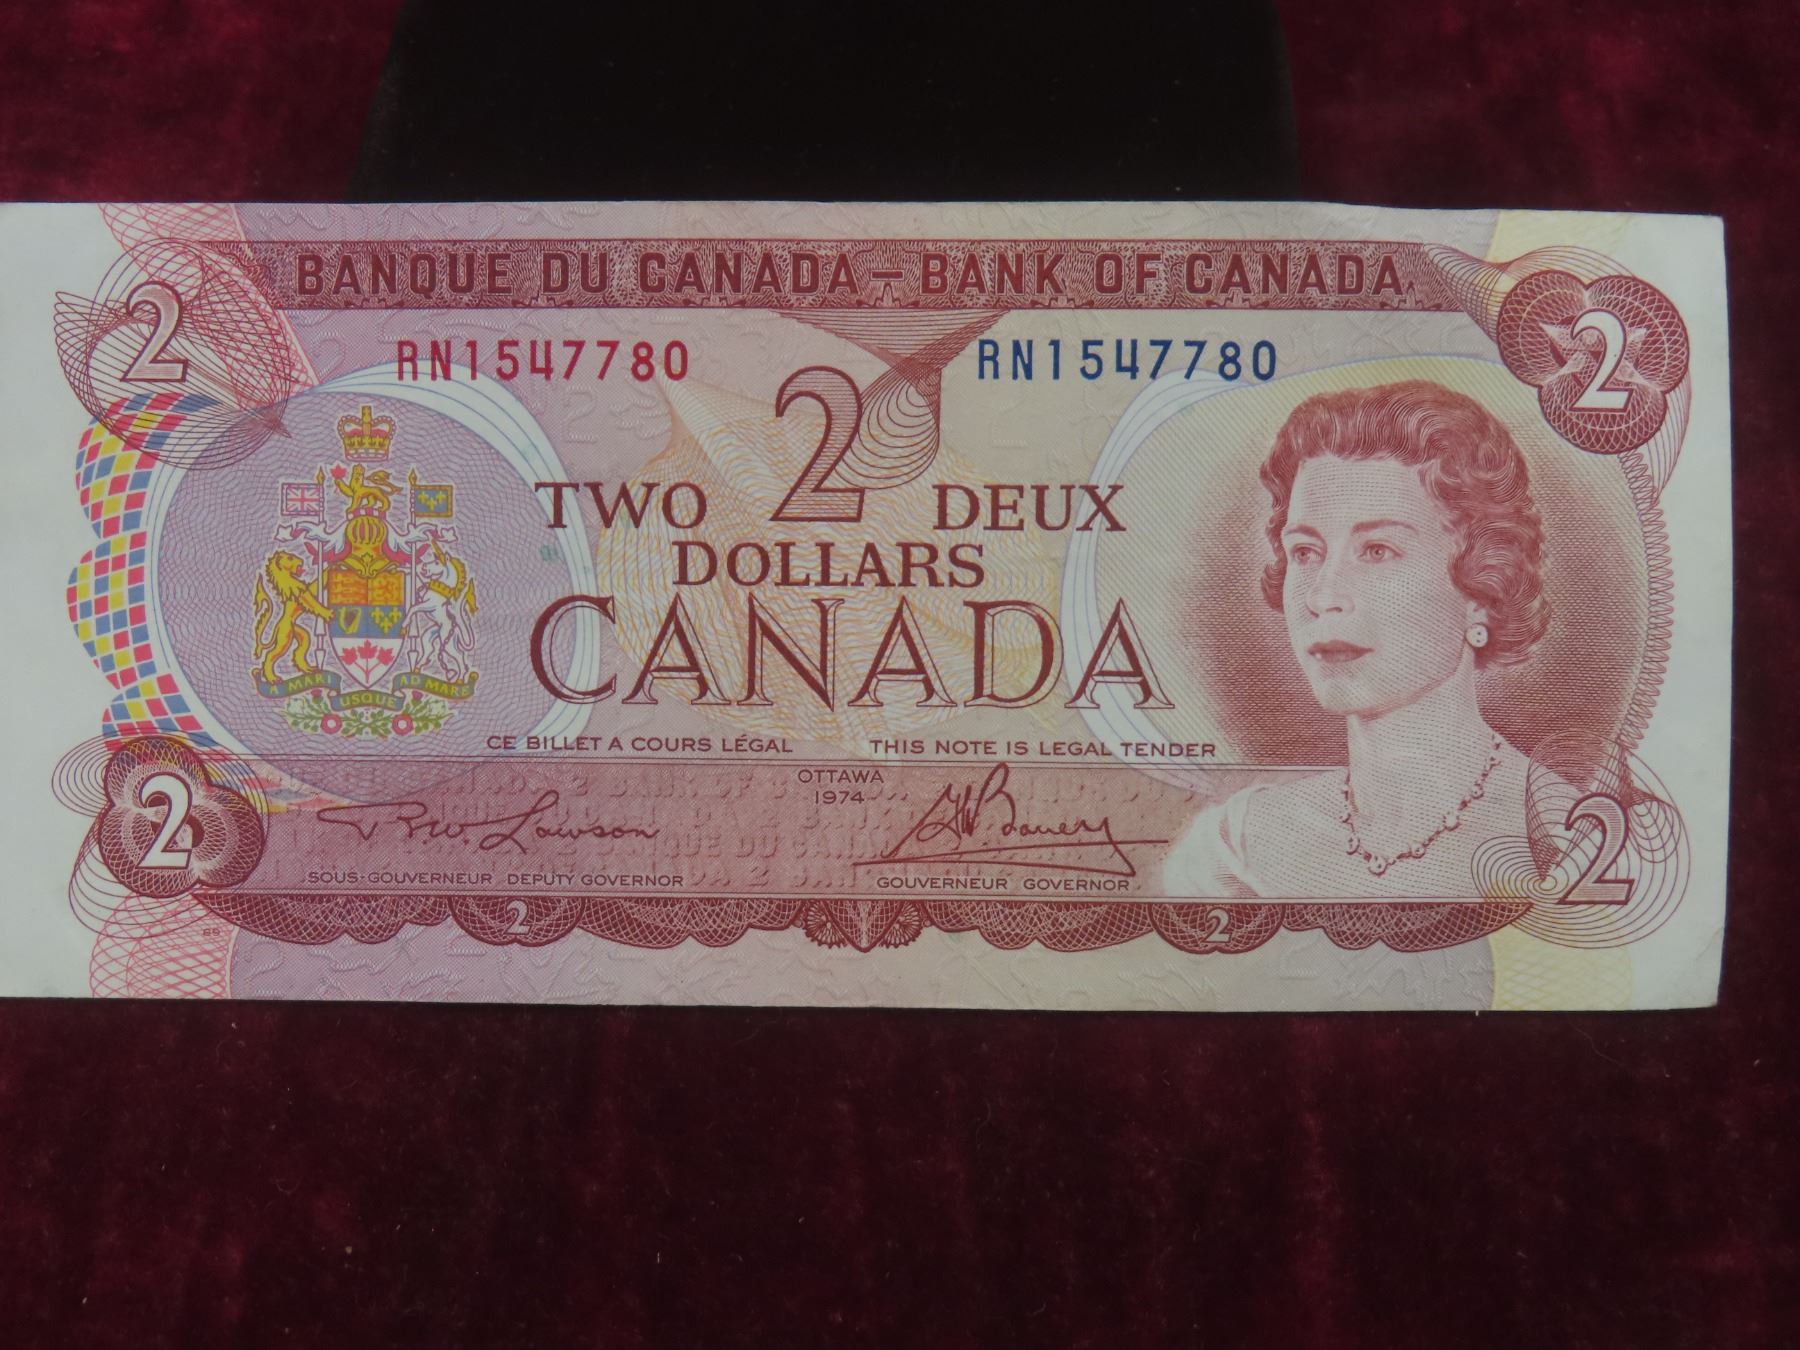 BANQUE DU CANADA – BANK OF CANADA
2 2
RN1547780 RN1547780
2
TWO DEUX
DOLLARS
CANADA
A MARI USQUE AD MARE
CE BILLET A COURS LÉGAL THIS NOTE IS LEGAL TENDER
OTTAWA
1974
2 2
R.W. Lawson G.K. Bouey
SOUS-GOUVERNEUR DEPUTY GOVERNOR GOUVERNEUR GOVERNOR
2 2